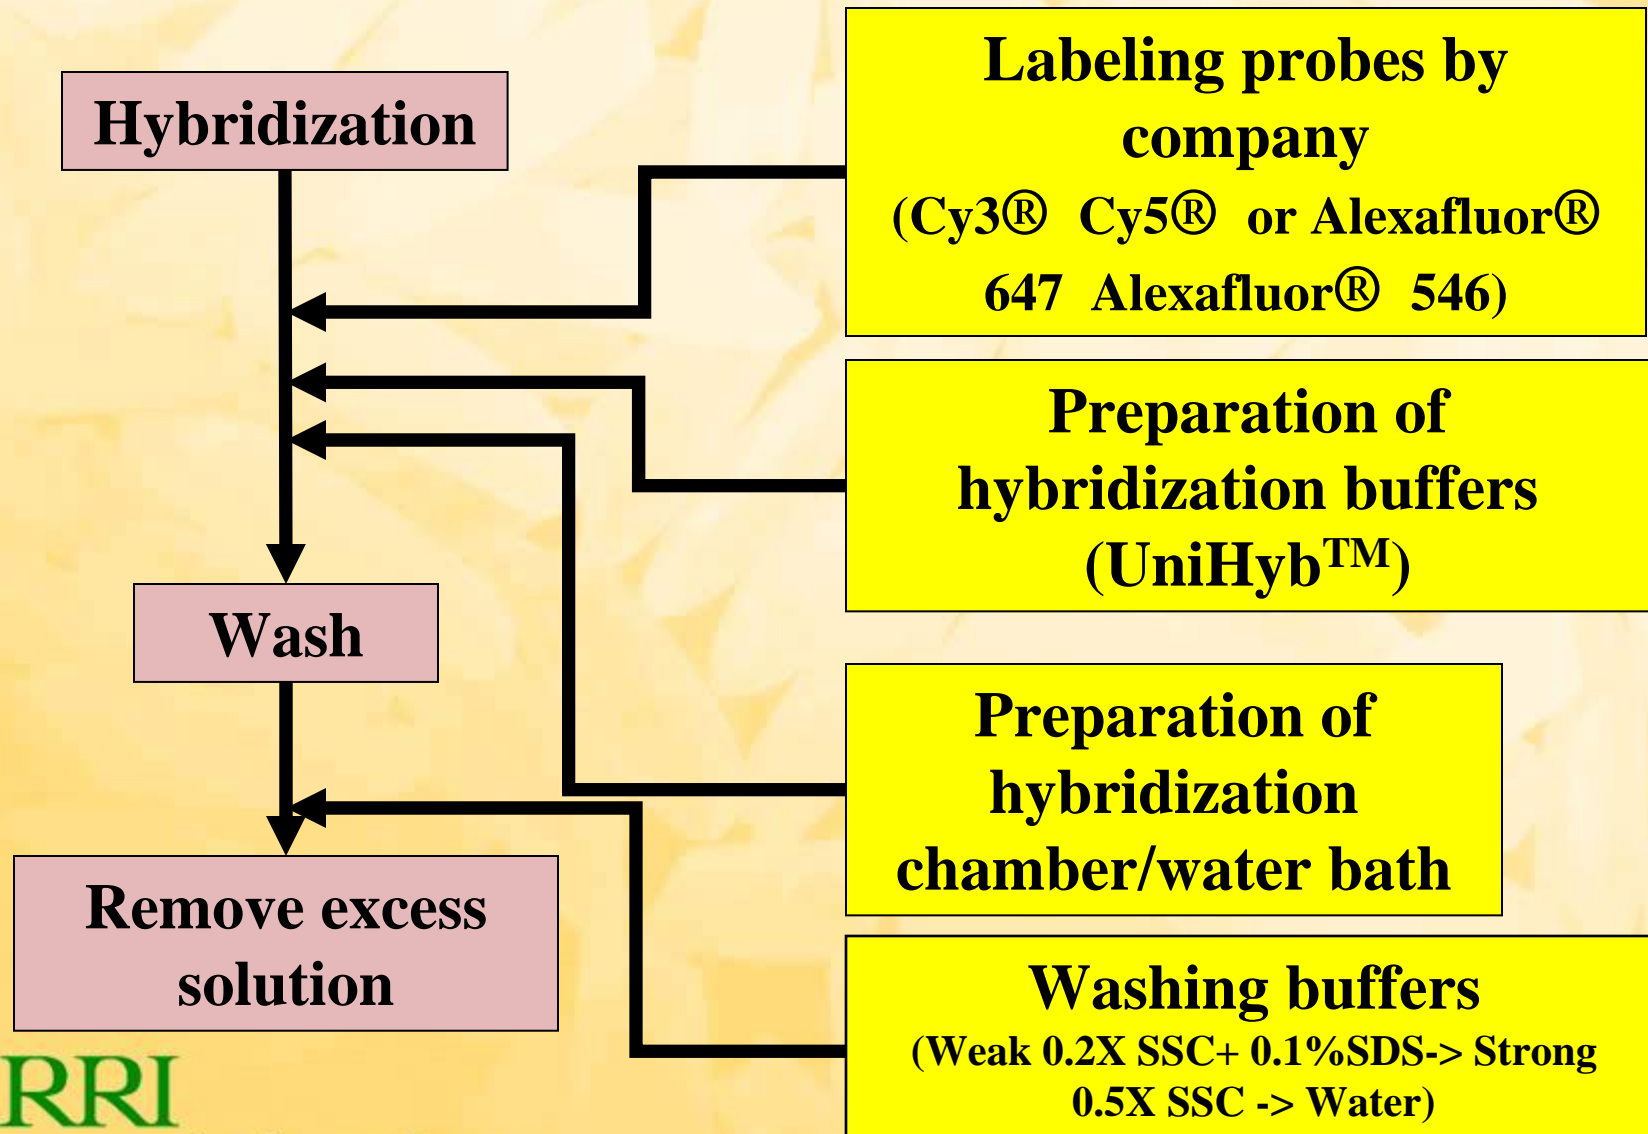 Hybridization
Wash
Remove excess
solution
Labeling probes by
company
(Cy3® Cy5® or Alexafluor®
647 Alexafluor® 546)
Preparation of
hybridization buffers
(UniHyb™)
Preparation of
hybridization
chamber/water bath
Washing buffers
(Weak 0.2X SSC+ 0.1%SDS-> Strong
0.5X SSC -> Water)
RRI